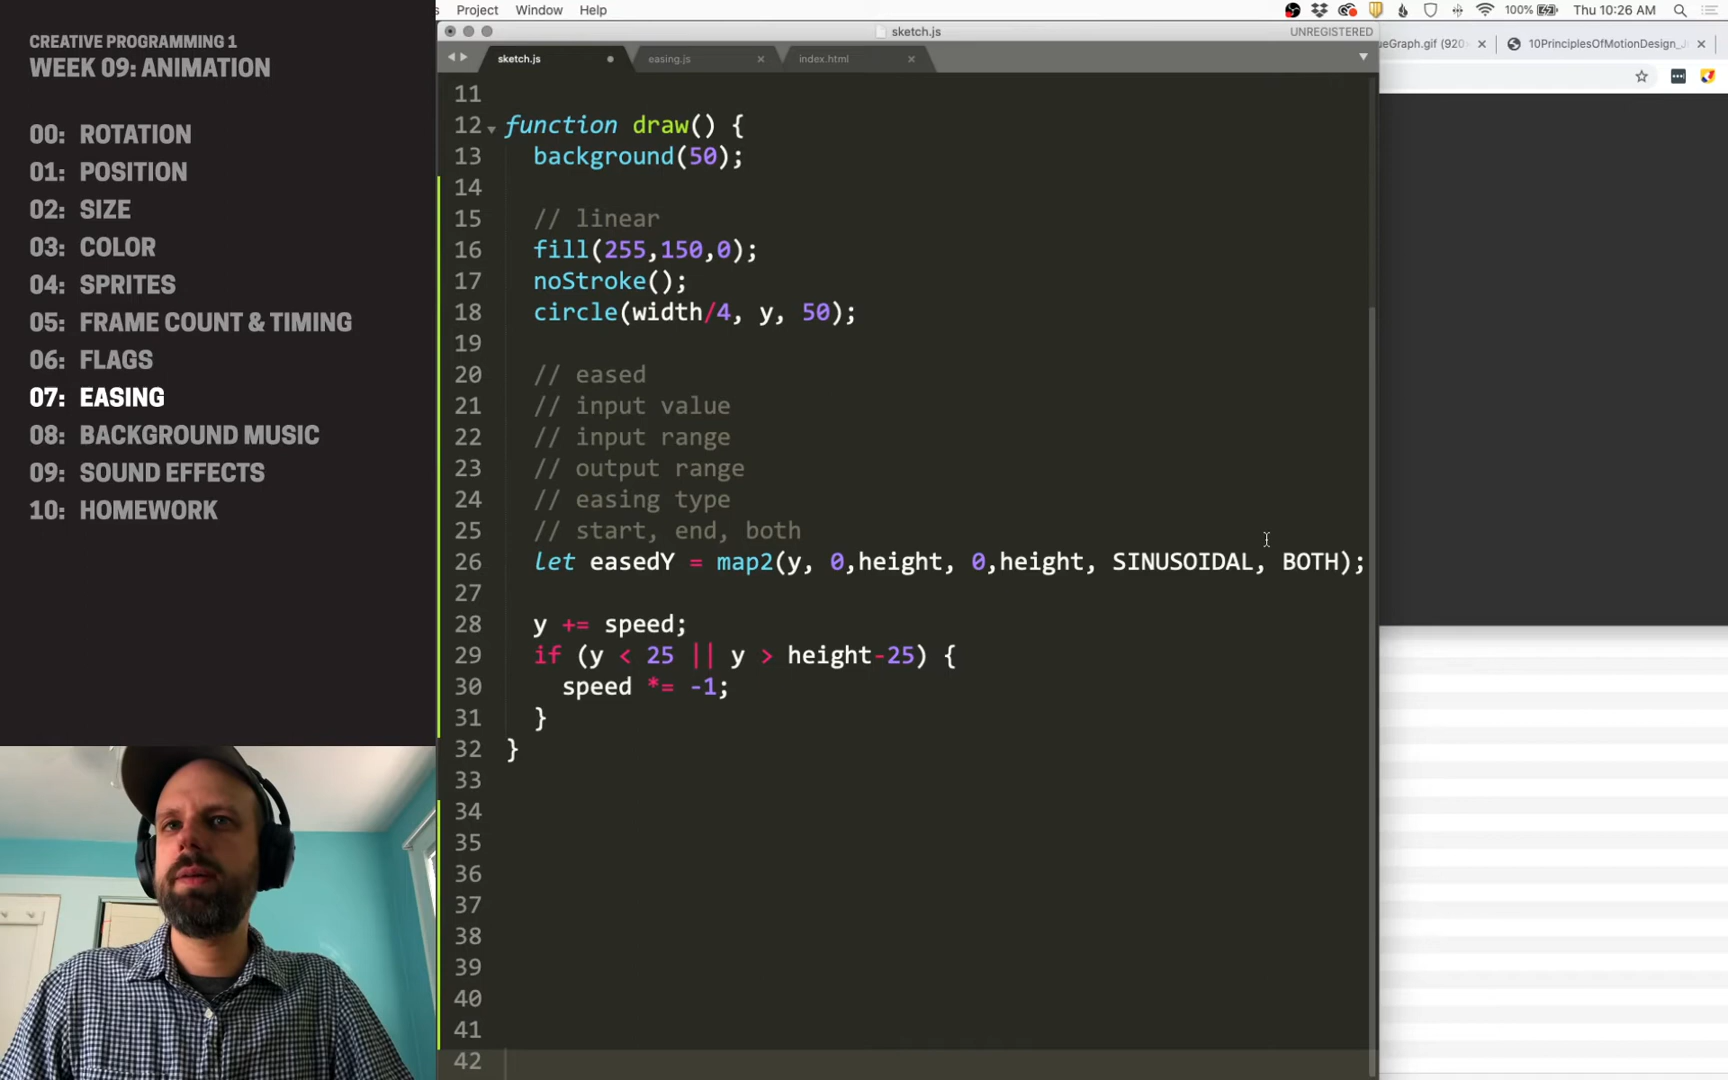 Project Window Help
100% Thu 10:26 AM
CREATIVE PROGRAMMING 1
WEEK 09: ANIMATION
00: ROTATION
01: POSITION
02: SIZE
03: COLOR
04: SPRITES
05: FRAME COUNT & TIMING
06: FLAGS
07: EASING
08: BACKGROUND MUSIC
09: SOUND EFFECTS
10: HOMEWORK
sketch.js
UNREGISTERED
sketch.js easing.js index.html
ueGraph.gif (920× 10PrinciplesOfMotionDesign_J
11
12 function draw() {
13 background(50);
14
15 // linear
16 fill(255,150,0);
17 noStroke();
18 circle(width/4, y, 50);
19
20 // eased
21 // input value
22 // input range
23 // output range
24 // easing type
25 // start, end, both
26 let easedY = map2(y, 0,height, 0,height, SINUSOIDAL, BOTH);
27
28 y += speed;
29 if (y < 25 || y > height-25) {
30 speed *= -1;
31 }
32 }
33
34
35
36
37
38
39
40
41
42